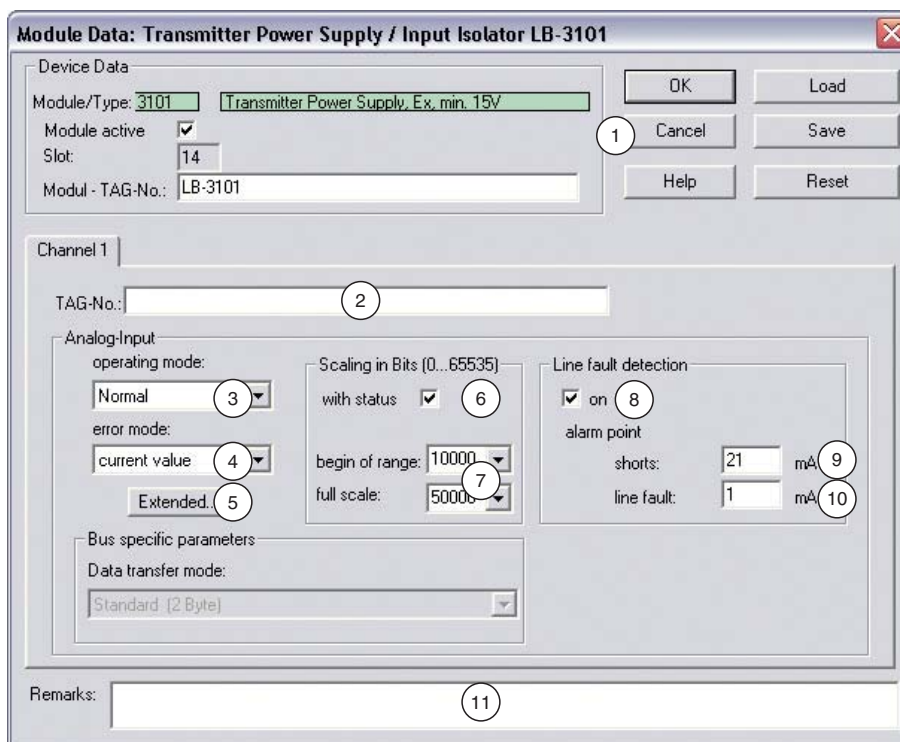 Module Data: Transmitter Power Supply / Input Isolator LB-3101
Device Data
Module/Type: 3101 Transmitter Power Supply, Ex, min. 15V
Module active
Slot: 14
Modul - TAG-No.: LB-3101
OK Load
1 Cancel Save
Help Reset
Channel 1
TAG-No.: 2
Analog-Input
operating mode:
Normal 3
error mode:
current value 4
Extended.. 5
Scaling in Bits (0...65535)
with status 6
begin of range: 10000
7
full scale: 50000
Line fault detection
on 8
alarm point
shorts: 21 mA 9
line fault: 1 mA 10
Bus specific parameters
Data transfer mode:
Standard (2 Byte)
Remarks: 11